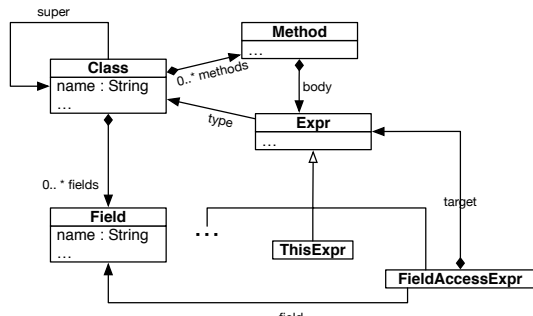 super
Method
...
Class
name : String
...
0..* methods
body
type
Expr
...
0.. * fields
target
Field
name : String
...
...
ThisExpr
FieldAccessExpr
field